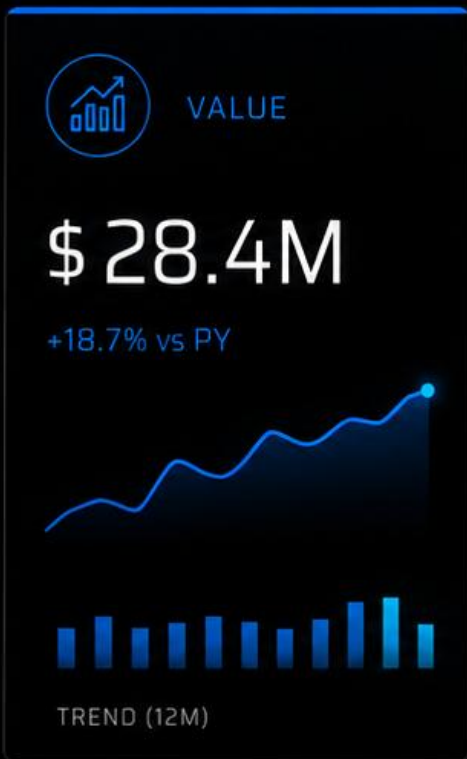 VALUE
$ 28.4M
+18.7% vs PY
TREND (12M)